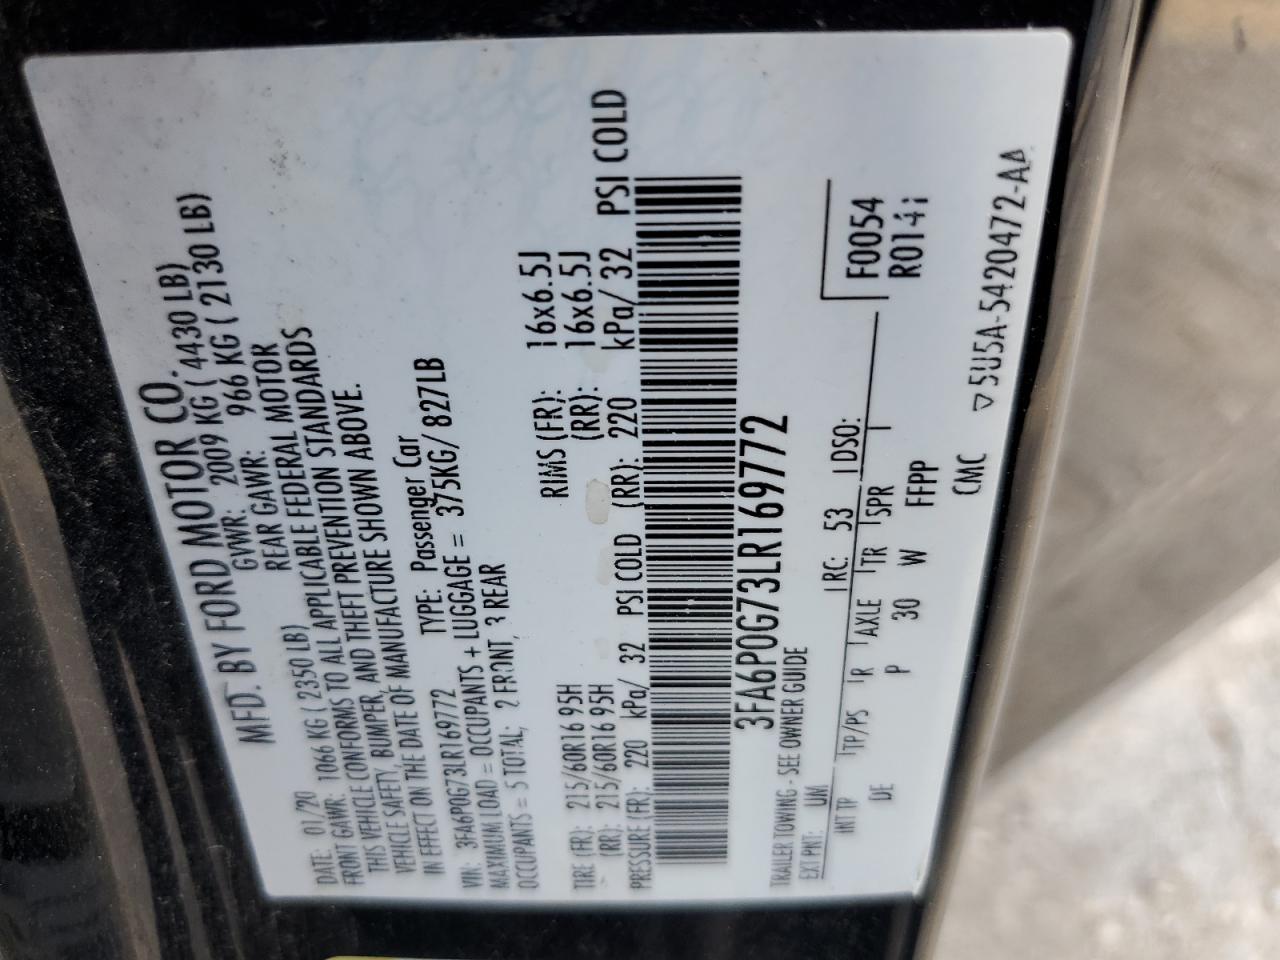 MFD. BY FORD MOTOR CO.
DATE: 01/20 GVWR: 2009 KG ( 4430 LB)
FRONT GAWR: 1066 KG ( 2350 LB) REAR GAWR: 966 KG ( 2130 LB)
THIS VEHICLE CONFORMS TO ALL APPLICABLE FEDERAL MOTOR
VEHICLE SAFETY, BUMPER, AND THEFT PREVENTION STANDARDS
IN EFFECT ON THE DATE OF MANUFACTURE SHOWN ABOVE.
VIN: 3FA6P0G73LR169772 TYPE: Passenger Car
MAXIMUM LOAD = OCCUPANTS + LUGGAGE = 375KG/ 827LB
OCCUPANTS = 5 TOTAL; 2 FRONT, 3 REAR
TIRE (FR): 215/60R16 95H RIMS (FR): 16x6.5J
(RR): 215/60R16 95H (RR): 16x6.5J
PRESSURE (FR): 220 kPa/ 32 PSI COLD (RR): 220 kPa/ 32 PSI COLD
3FA6P0G73LR169772
TRAILER TOWING - SEE OWNER GUIDE
EXT PNT: UM RC: 53 DSO: F0054
INT TP TP/PS R AXLE TR SPR
DE P 30 W FFPP
CMC
▽5U5A-5420472-AA